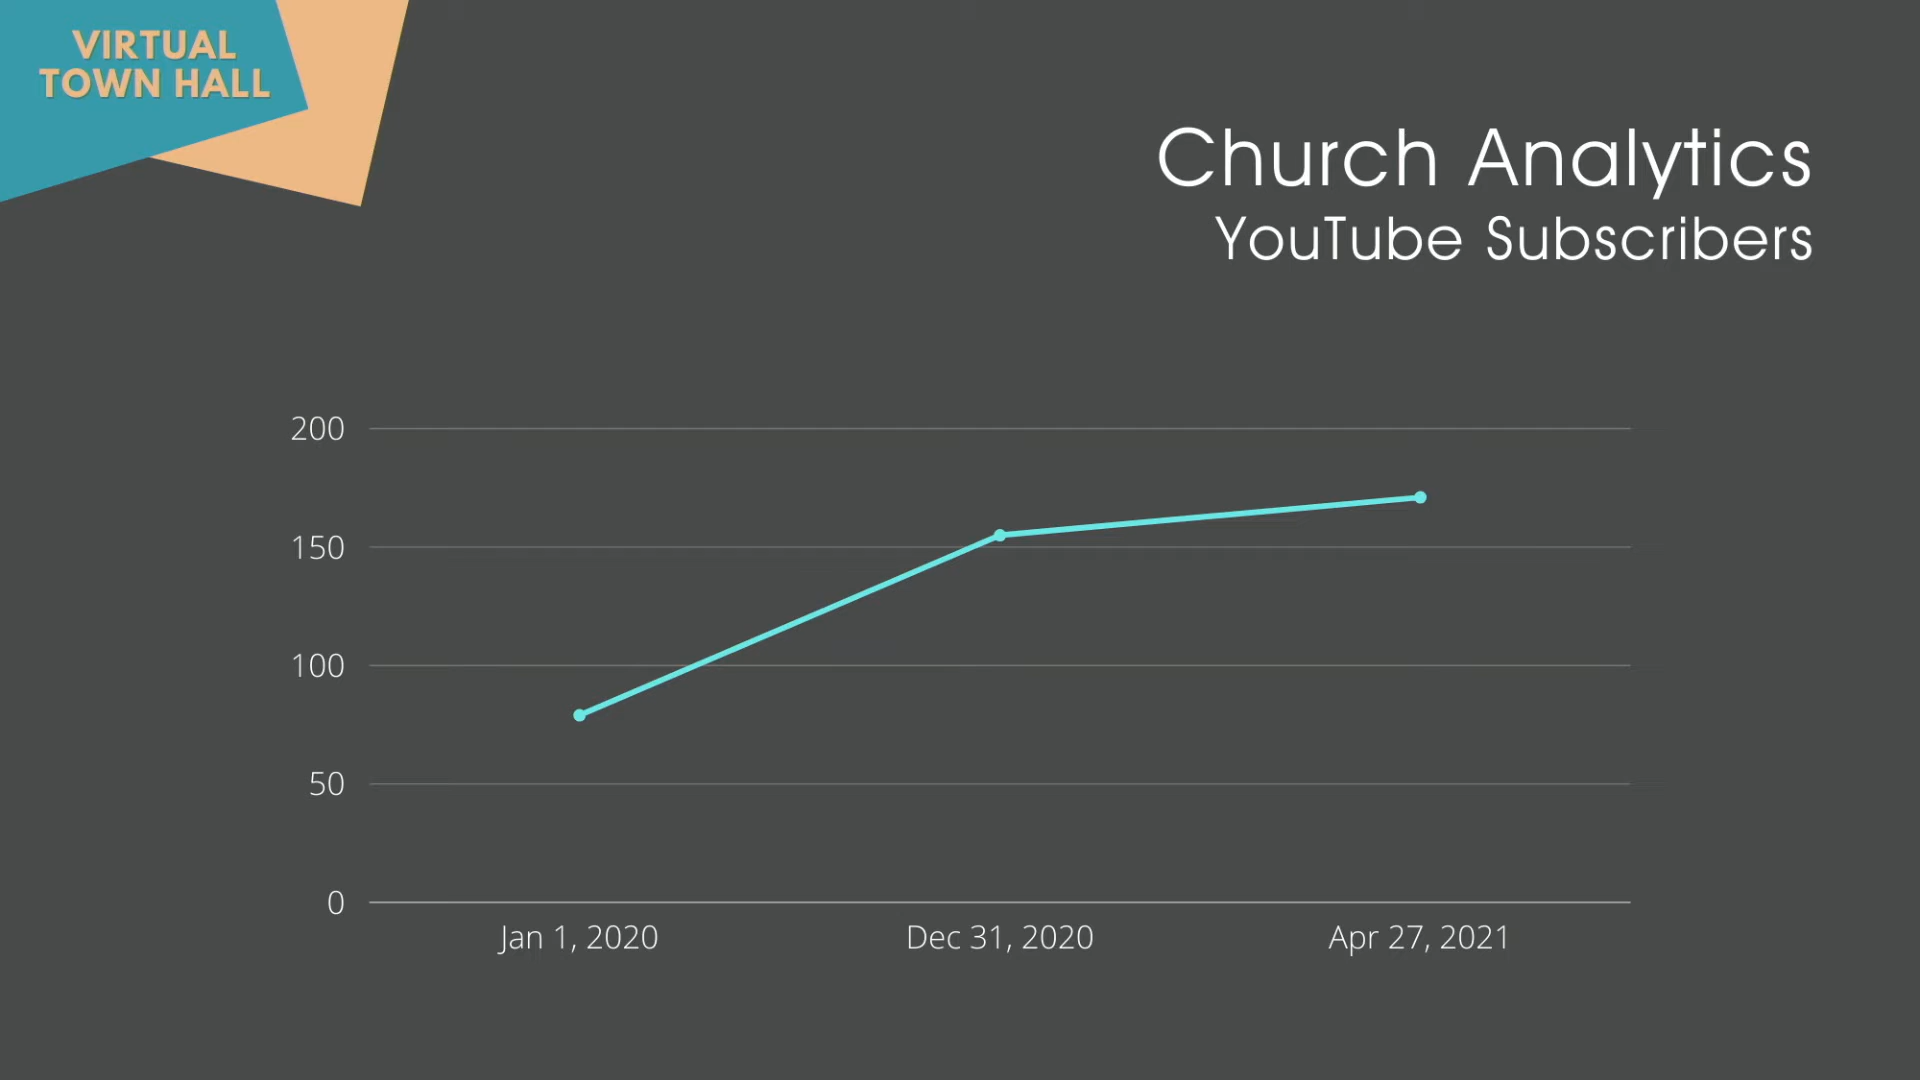 VIRTUAL
TOWN HALL
Church Analytics
YouTube Subscribers
200
150
100
50
0
Jan 1, 2020
Dec 31, 2020
Apr 27, 2021